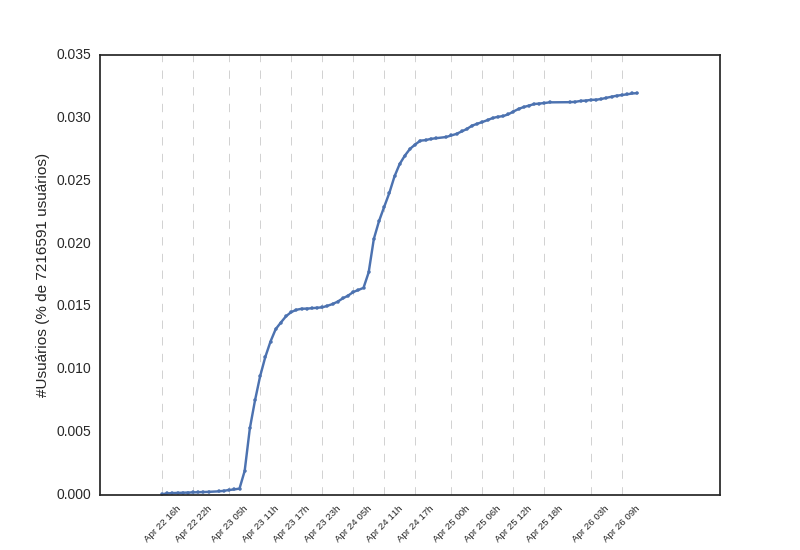 0.035
0.030
0.025
0.020
0.015
0.010
0.005
0.000
#Usuários (% de 7216591 usuários)
Apr 22 16h
Apr 22 22h
Apr 23 05h
Apr 23 11h
Apr 23 17h
Apr 23 23h
Apr 24 05h
Apr 24 11h
Apr 24 17h
Apr 25 00h
Apr 25 06h
Apr 25 12h
Apr 25 18h
Apr 26 03h
Apr 26 09h